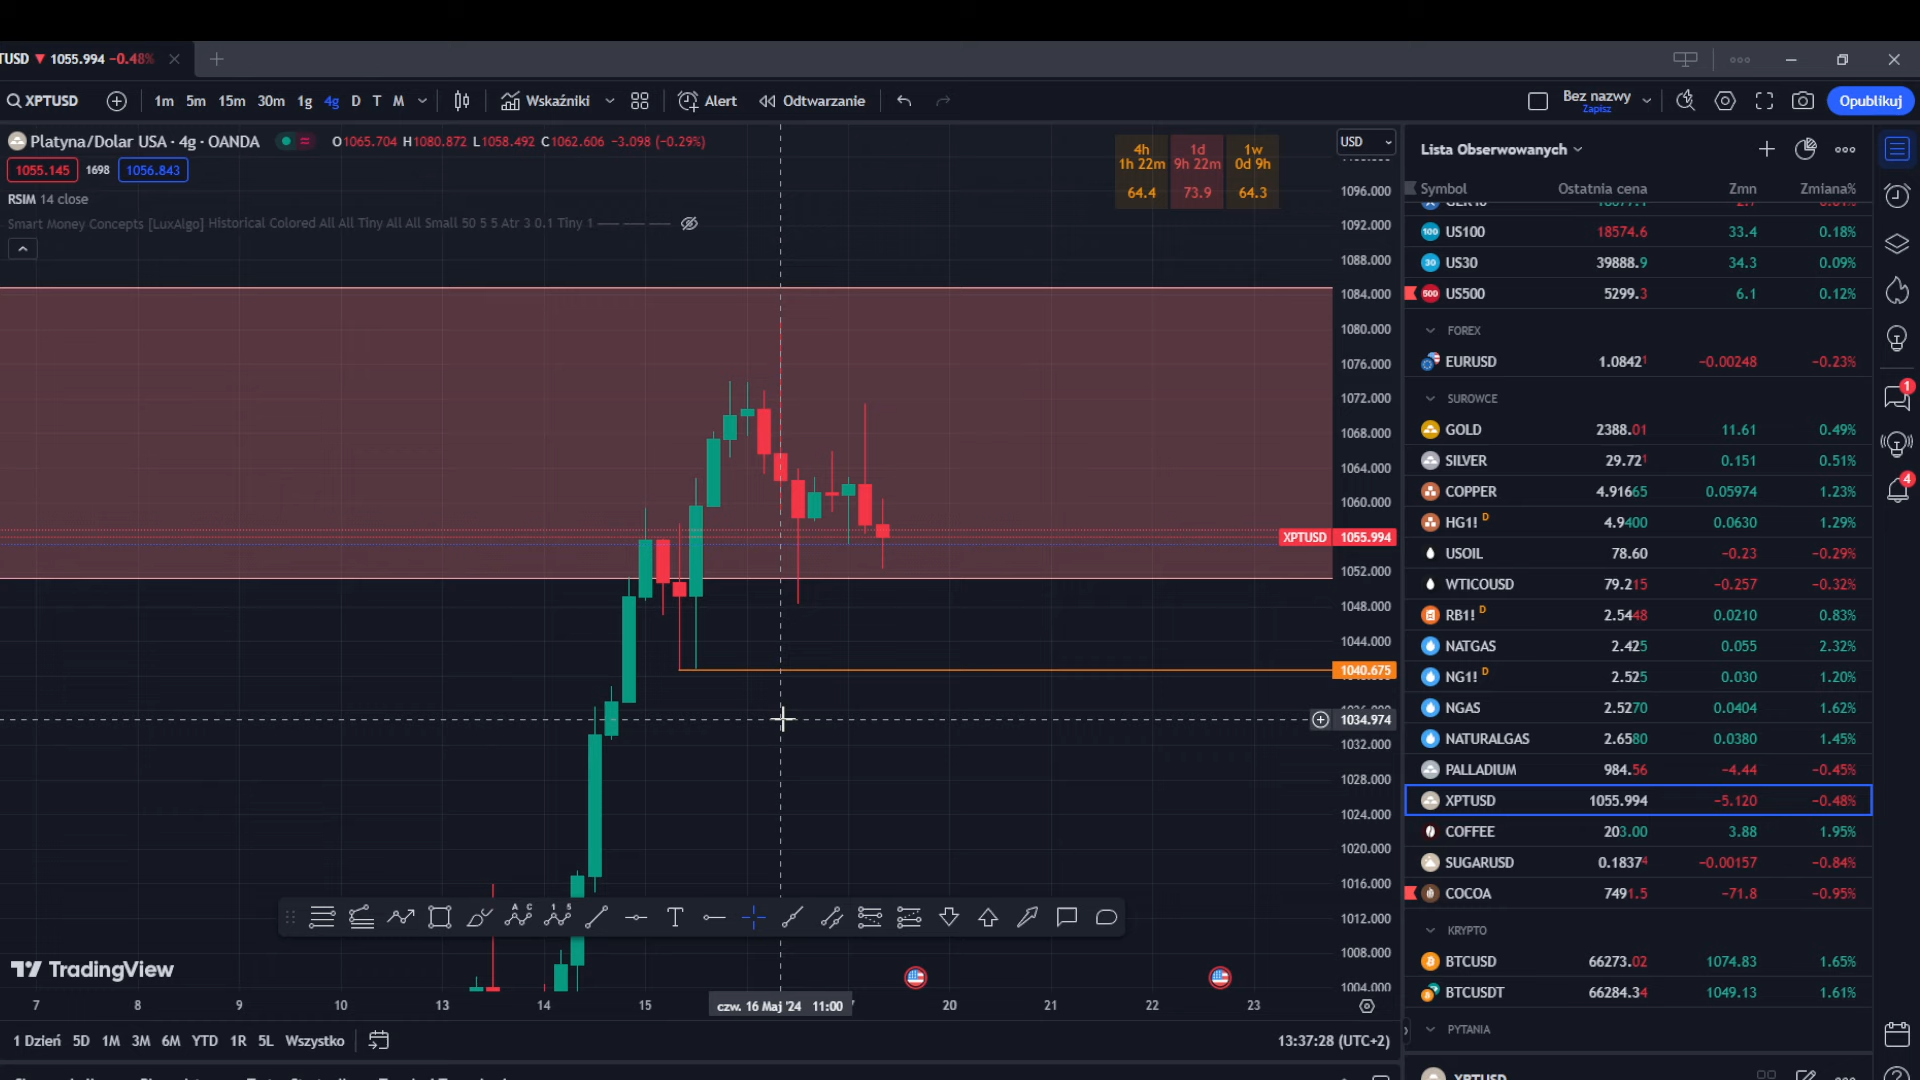 TUSD ▼ 1055.994 −0.48%
XPTUSD 1m 5m 15m 30m 1g 4g D T M Wskaźniki Alert Odtwarzanie Bez nazwy Zapisz Opublikuj
Platyna/Dolar USA · 4g · OANDA O1065.704 H1080.872 L1058.492 C1062.606 −3.098 (−0.29%)
1055.145 1698 1056.843
RSIM 14 close
Smart Money Concepts [LuxAlgo] Historical Colored All All Tiny All All Small 50 5 5 Atr 3 0.1 Tiny 1
4h 1d 1w
1h 22m 9h 22m 0d 9h
64.4 73.9 64.3
USD
1096.000
1092.000
1088.000
1084.000
1080.000
1076.000
1072.000
1068.000
1064.000
1060.000
XPTUSD 1055.994
1052.000
1048.000
1044.000
1040.675
1034.974
1032.000
1028.000
1024.000
1020.000
1016.000
1012.000
1008.000
1004.000
TradingView
7 8 9 10 13 14 15 czw. 16 Maj '24 11:00 20 21 22 23
1 Dzień 5D 1M 3M 6M YTD 1R 5L Wszystko 13:37:28 (UTC+2)
Lista Obserwowanych
Symbol Ostatnia cena Zmn Zmiana%
US100 18574.6 33.4 0.18%
US30 39888.9 34.3 0.09%
US500 5299.3 6.1 0.12%
FOREX
EURUSD 1.0842¹ −0.00248 −0.23%
SUROWCE
GOLD 2388.01 11.61 0.49%
SILVER 29.72¹ 0.151 0.51%
COPPER 4.91665 0.05974 1.23%
HG1! D 4.9400 0.0630 1.29%
USOIL 78.60 −0.23 −0.29%
WTICOUSD 79.215 −0.257 −0.32%
RB1! D 2.5448 0.0210 0.83%
NATGAS 2.425 0.055 2.32%
NG1! D 2.525 0.030 1.20%
NGAS 2.5270 0.0404 1.62%
NATURALGAS 2.6580 0.0380 1.45%
PALLADIUM 984.56 −4.44 −0.45%
XPTUSD 1055.994 −5.120 −0.48%
COFFEE 203.00 3.88 1.95%
SUGARUSD 0.1837⁴ −0.00157 −0.84%
COCOA 7491.5 −71.8 −0.95%
KRYPTO
BTCUSD 66273.02 1074.83 1.65%
BTCUSDT 66284.34 1049.13 1.61%
PYTANIA
XPTUSD
1
4